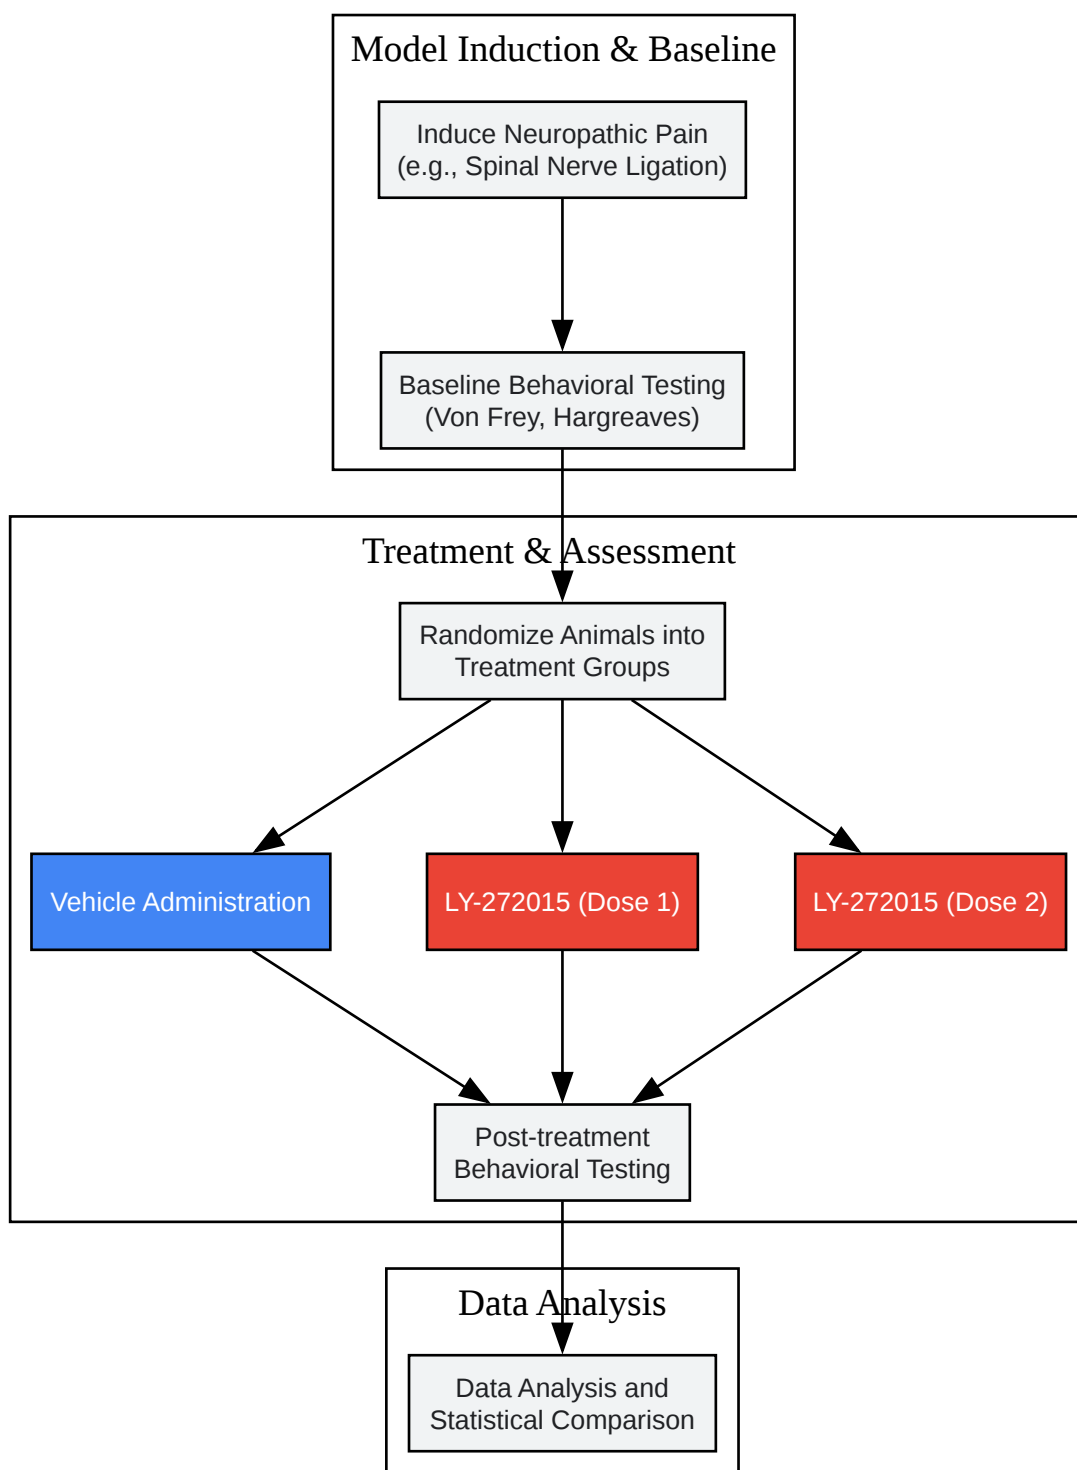 Model Induction & Baseline
Induce Neuropathic Pain
(e.g., Spinal Nerve Ligation)
Baseline Behavioral Testing
(Von Frey, Hargreaves)
Treatment & Assessment
Randomize Animals into
Treatment Groups
Vehicle Administration
LY-272015 (Dose 1)
LY-272015 (Dose 2)
Post-treatment
Behavioral Testing
Data Analysis
Data Analysis and
Statistical Comparison